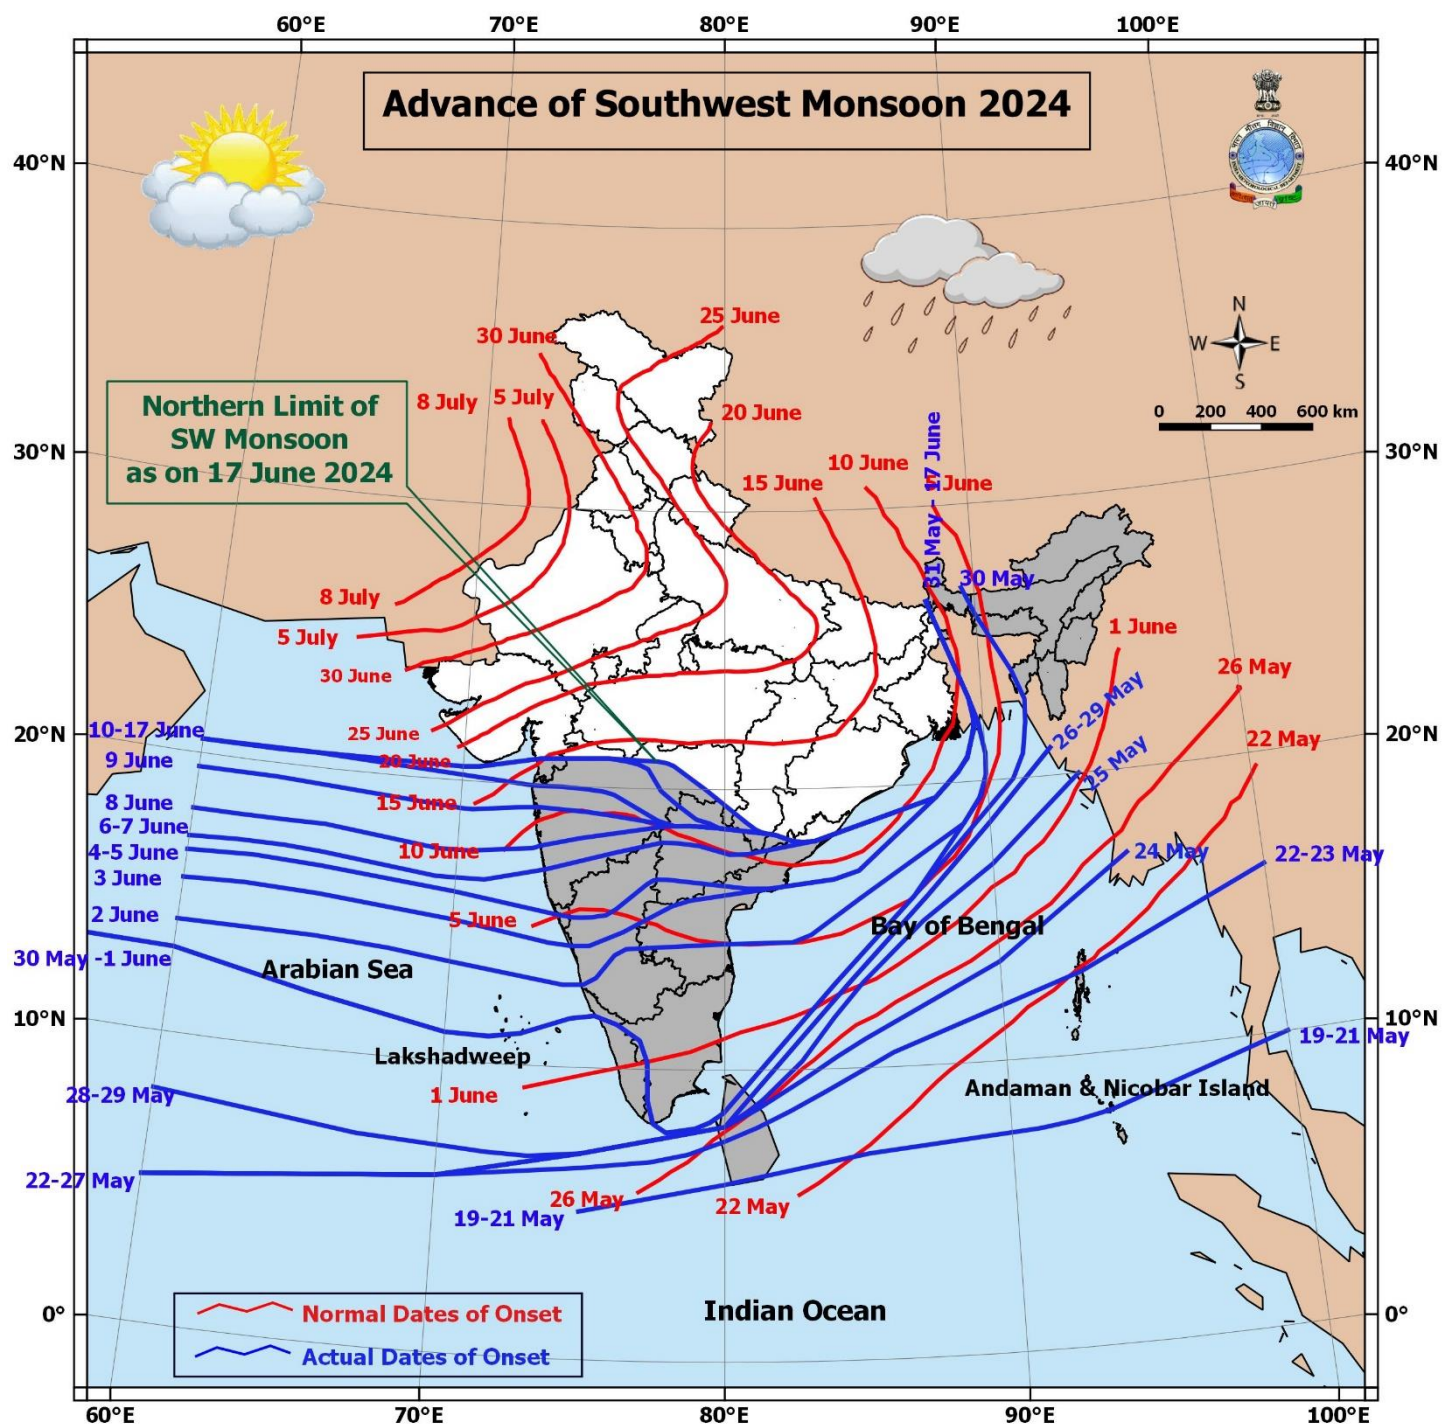 60°E 70°E 80°E 90°E 100°E
Advance of Southwest Monsoon 2024
40°N 40°N
N
W E
S
25 June
30 June
8 July 5 July
20 June
0 200 400 600 km
Northern Limit of
SW Monsoon
as on 17 June 2024
30°N 30°N
31 May - 17 June
10 June
15 June
5 June
30 May
8 July
1 June
5 July
30 June
26 May
26-29 May
20°N 20°N
10-17 June
25 June
22 May
9 June
20 June
25 May
8 June
15 June
6-7 June
4-5 June
10 June
24 May
22-23 May
3 June
2 June
5 June
Bay of Bengal
30 May -1 June
Arabian Sea
10°N 10°N
19-21 May
Lakshadweep
28-29 May
1 June
Andaman & Nicobar Island
22-27 May
26 May
22 May
19-21 May
0° 0°
Normal Dates of Onset
Indian Ocean
Actual Dates of Onset
60°E 70°E 80°E 90°E 100°E